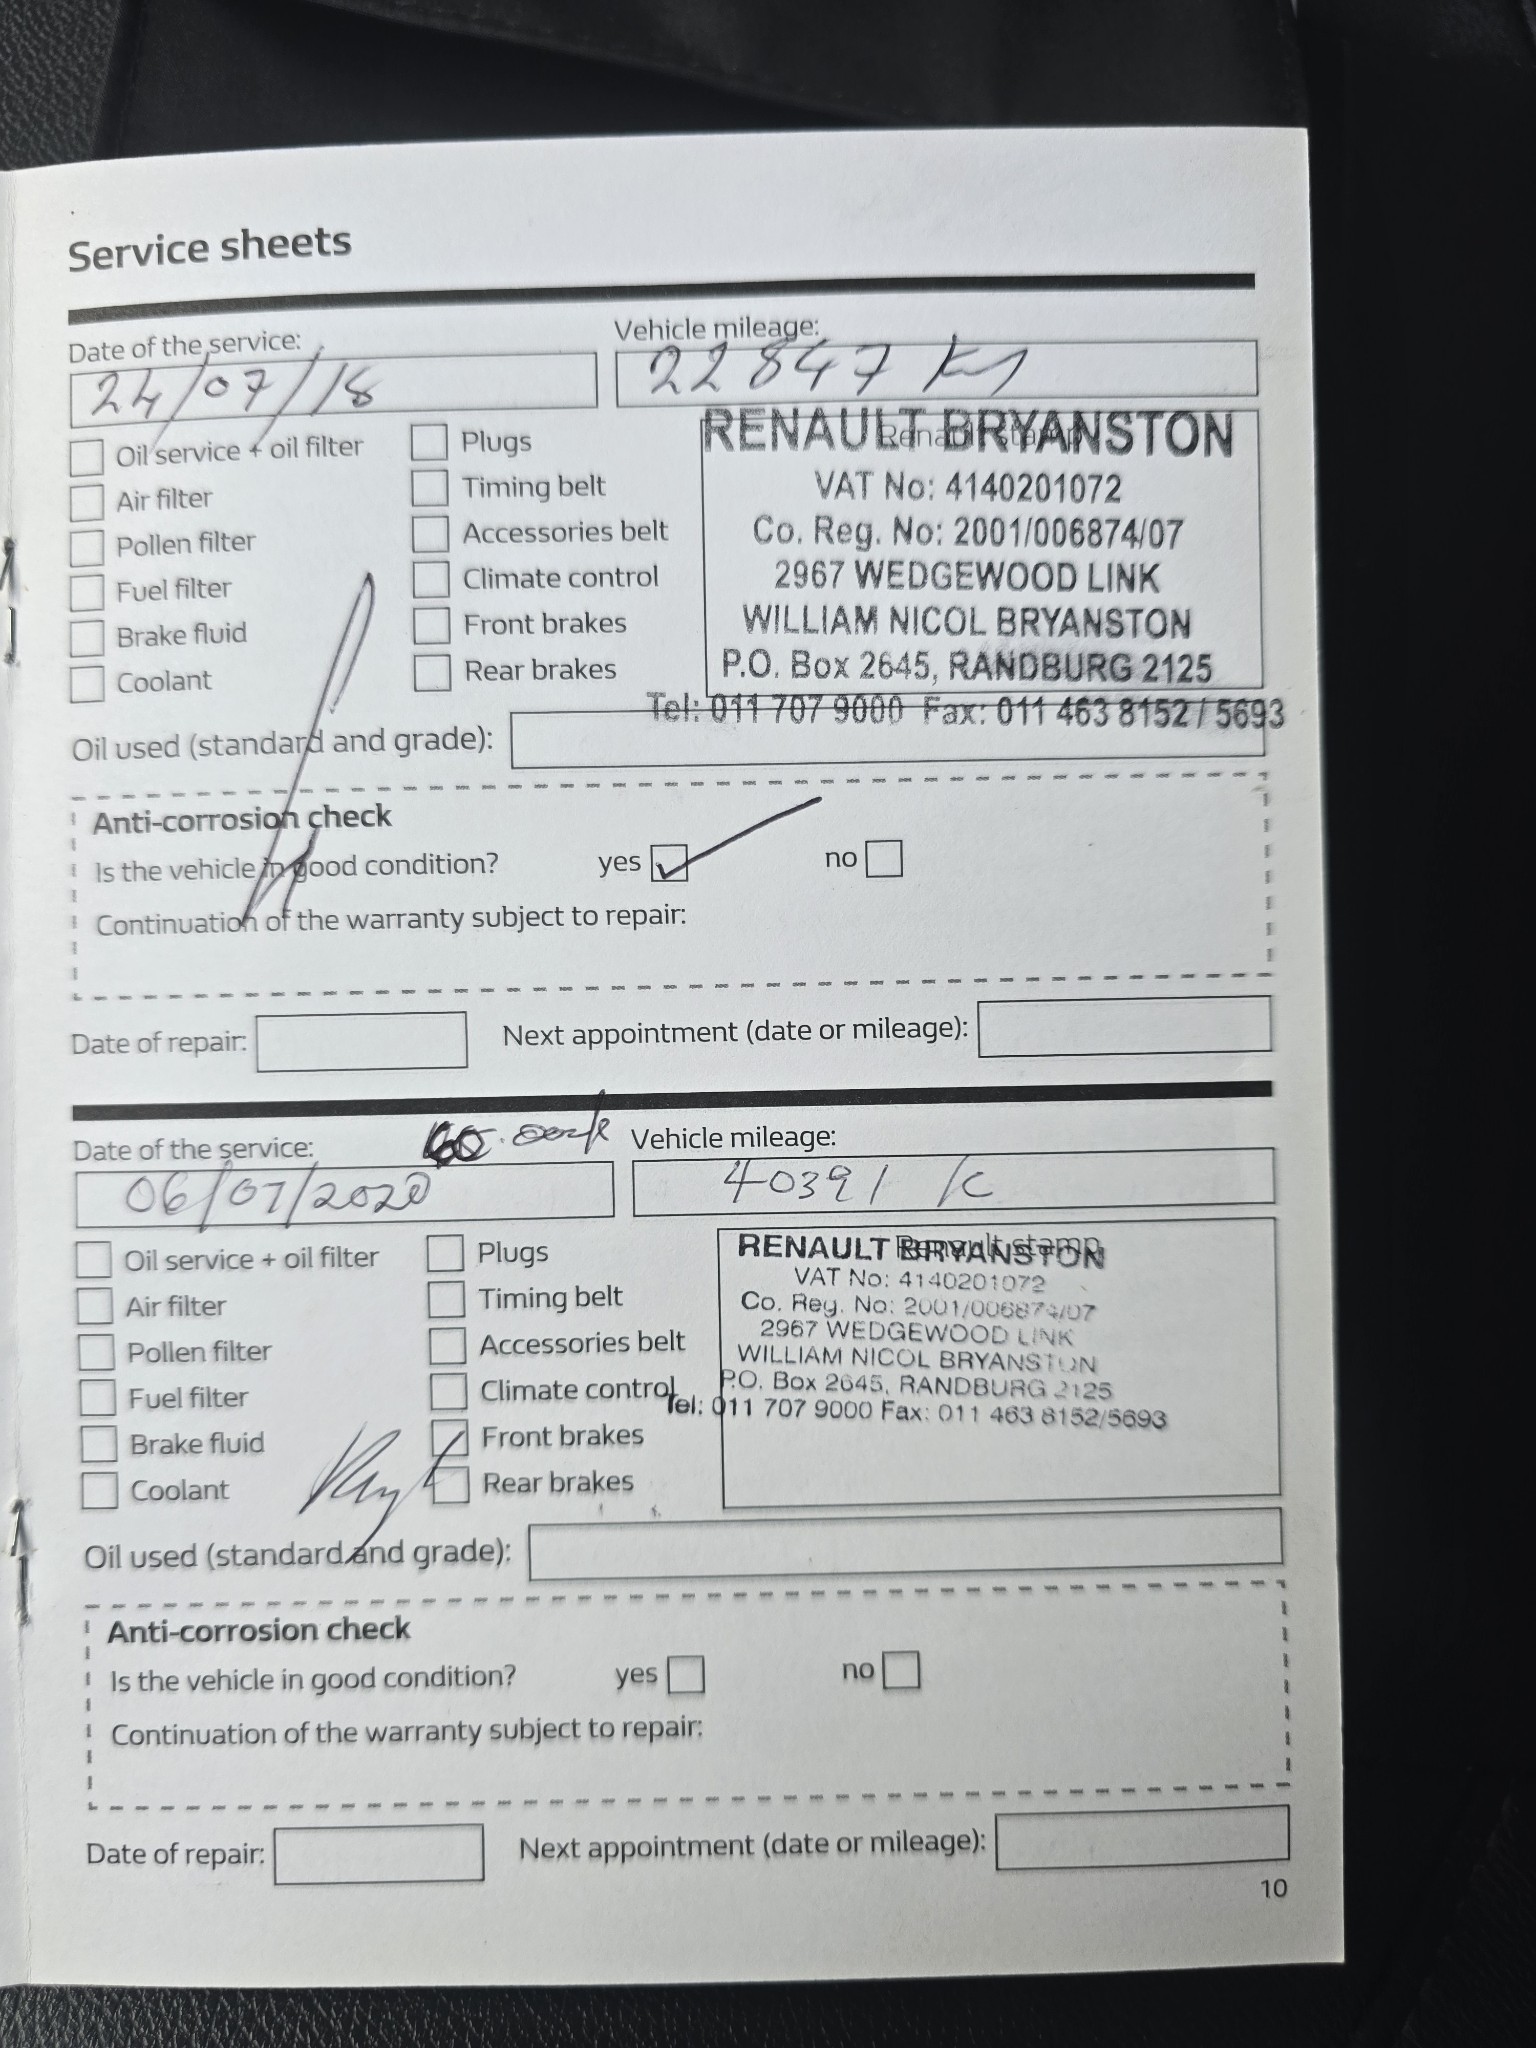 Service sheets
Date of the service: Vehicle mileage:
24/07/18 22847 km
Renault stamp
RENAULT BRYANSTON
VAT No: 4140201072
Co. Reg. No: 2001/006874/07
2967 WEDGEWOOD LINK
WILLIAM NICOL BRYANSTON
P.O. Box 2645, RANDBURG 2125
Tel: 011 707 9000 Fax: 011 463 8152 / 5693
Oil service + oil filter Plugs
Air filter Timing belt
Pollen filter Accessories belt
Fuel filter Climate control
Brake fluid Front brakes
Coolant Rear brakes
Oil used (standard and grade):
Anti-corrosion check
Is the vehicle in good condition? yes no
Continuation of the warranty subject to repair:
Date of repair: Next appointment (date or mileage):
Date of the service: Vehicle mileage:
06/07/2020 40391 K
Renault stamp
RENAULT BRYANSTON
VAT No: 4140201072
Co. Reg. No: 2001/006874/07
2967 WEDGEWOOD LINK
WILLIAM NICOL BRYANSTON
P.O. Box 2645, RANDBURG 2125
Tel: 011 707 9000 Fax: 011 463 8152/5693
Oil service + oil filter Plugs
Air filter Timing belt
Pollen filter Accessories belt
Fuel filter Climate control
Brake fluid Front brakes
Coolant Rear brakes
Oil used (standard and grade):
Anti-corrosion check
Is the vehicle in good condition? yes no
Continuation of the warranty subject to repair:
Date of repair: Next appointment (date or mileage):
10